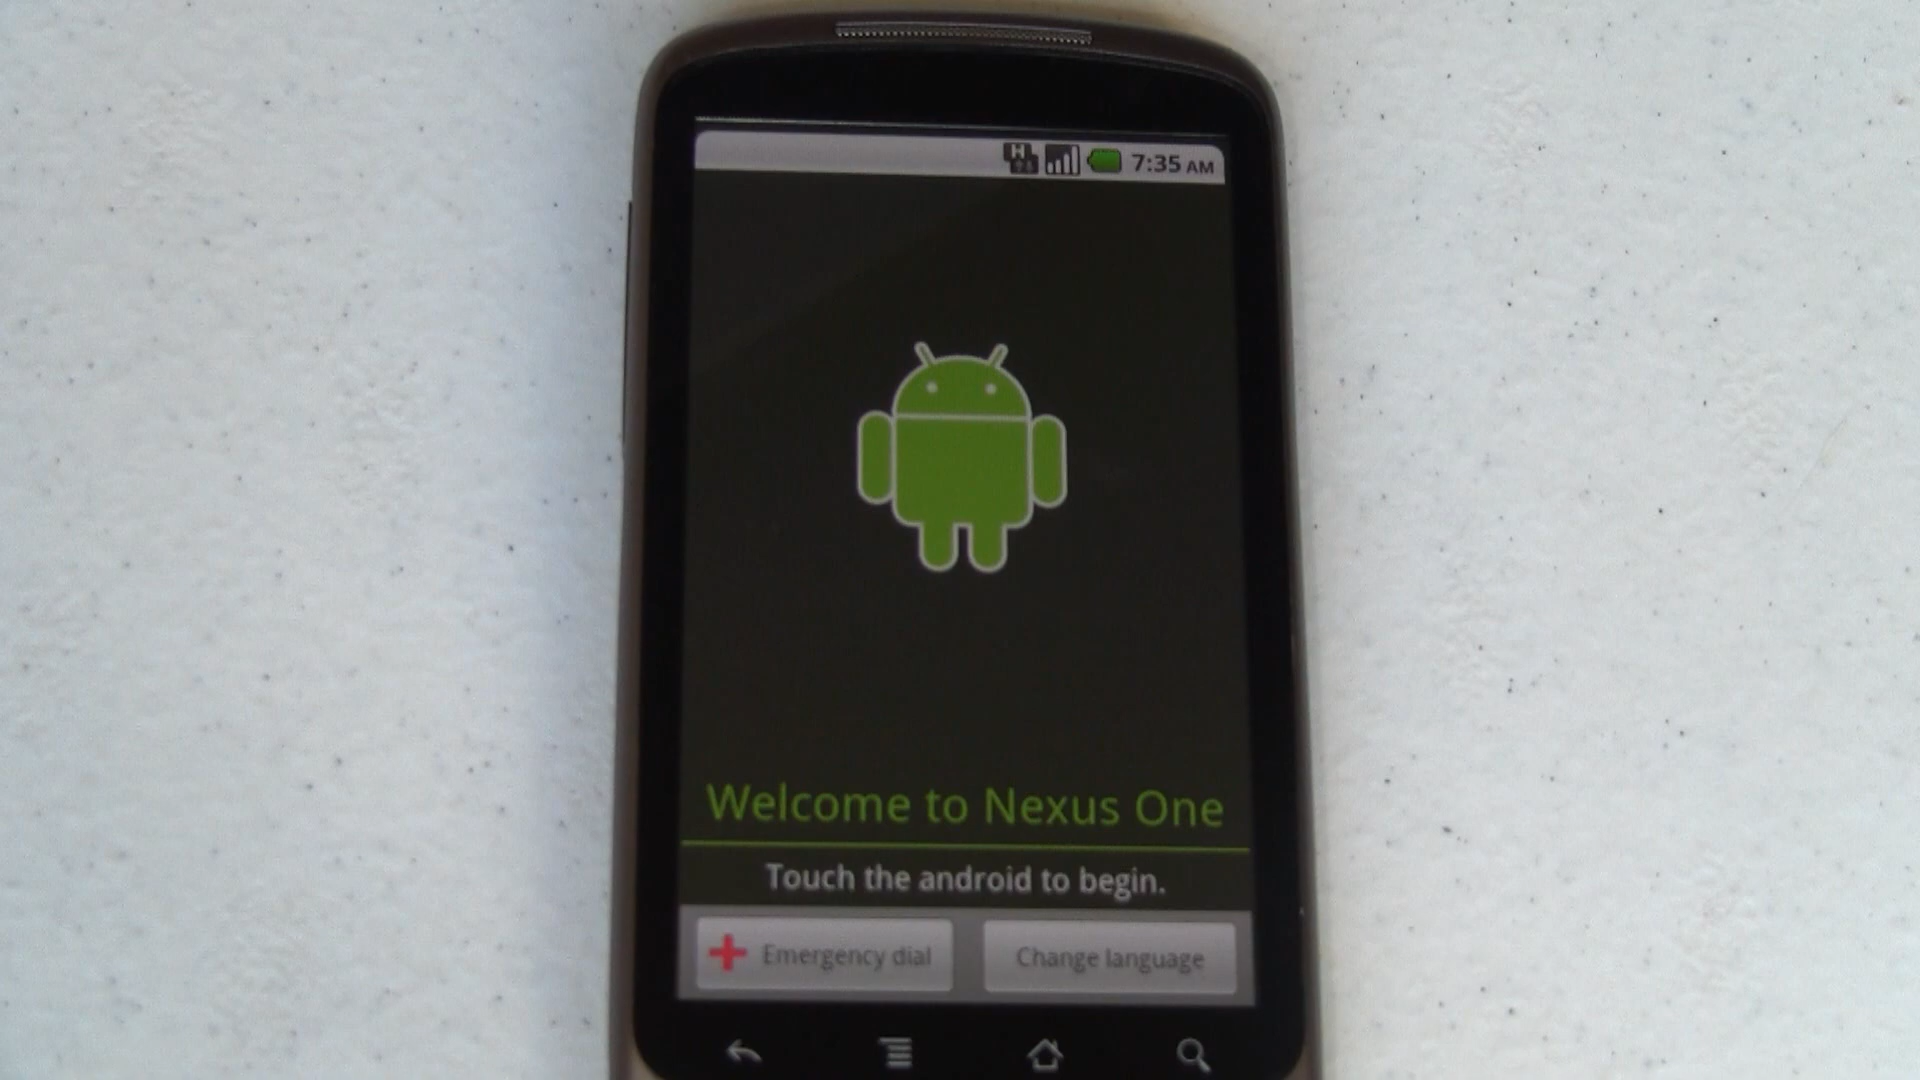 H
7:35 AM
Welcome to Nexus One
Touch the android to begin.
Emergency dial
Change language